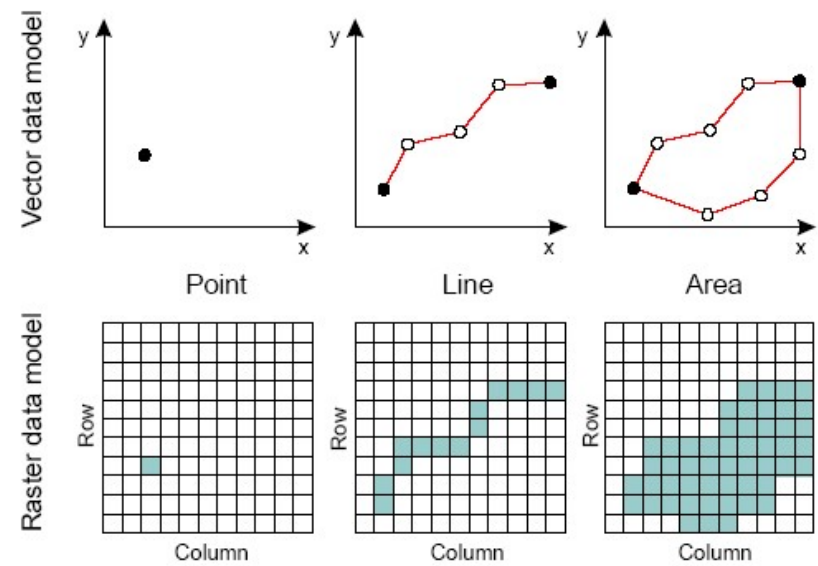 Vector data model
y
x
y
x
y
x
Point
Line
Area
Raster data model
Row
Column
Row
Column
Row
Column